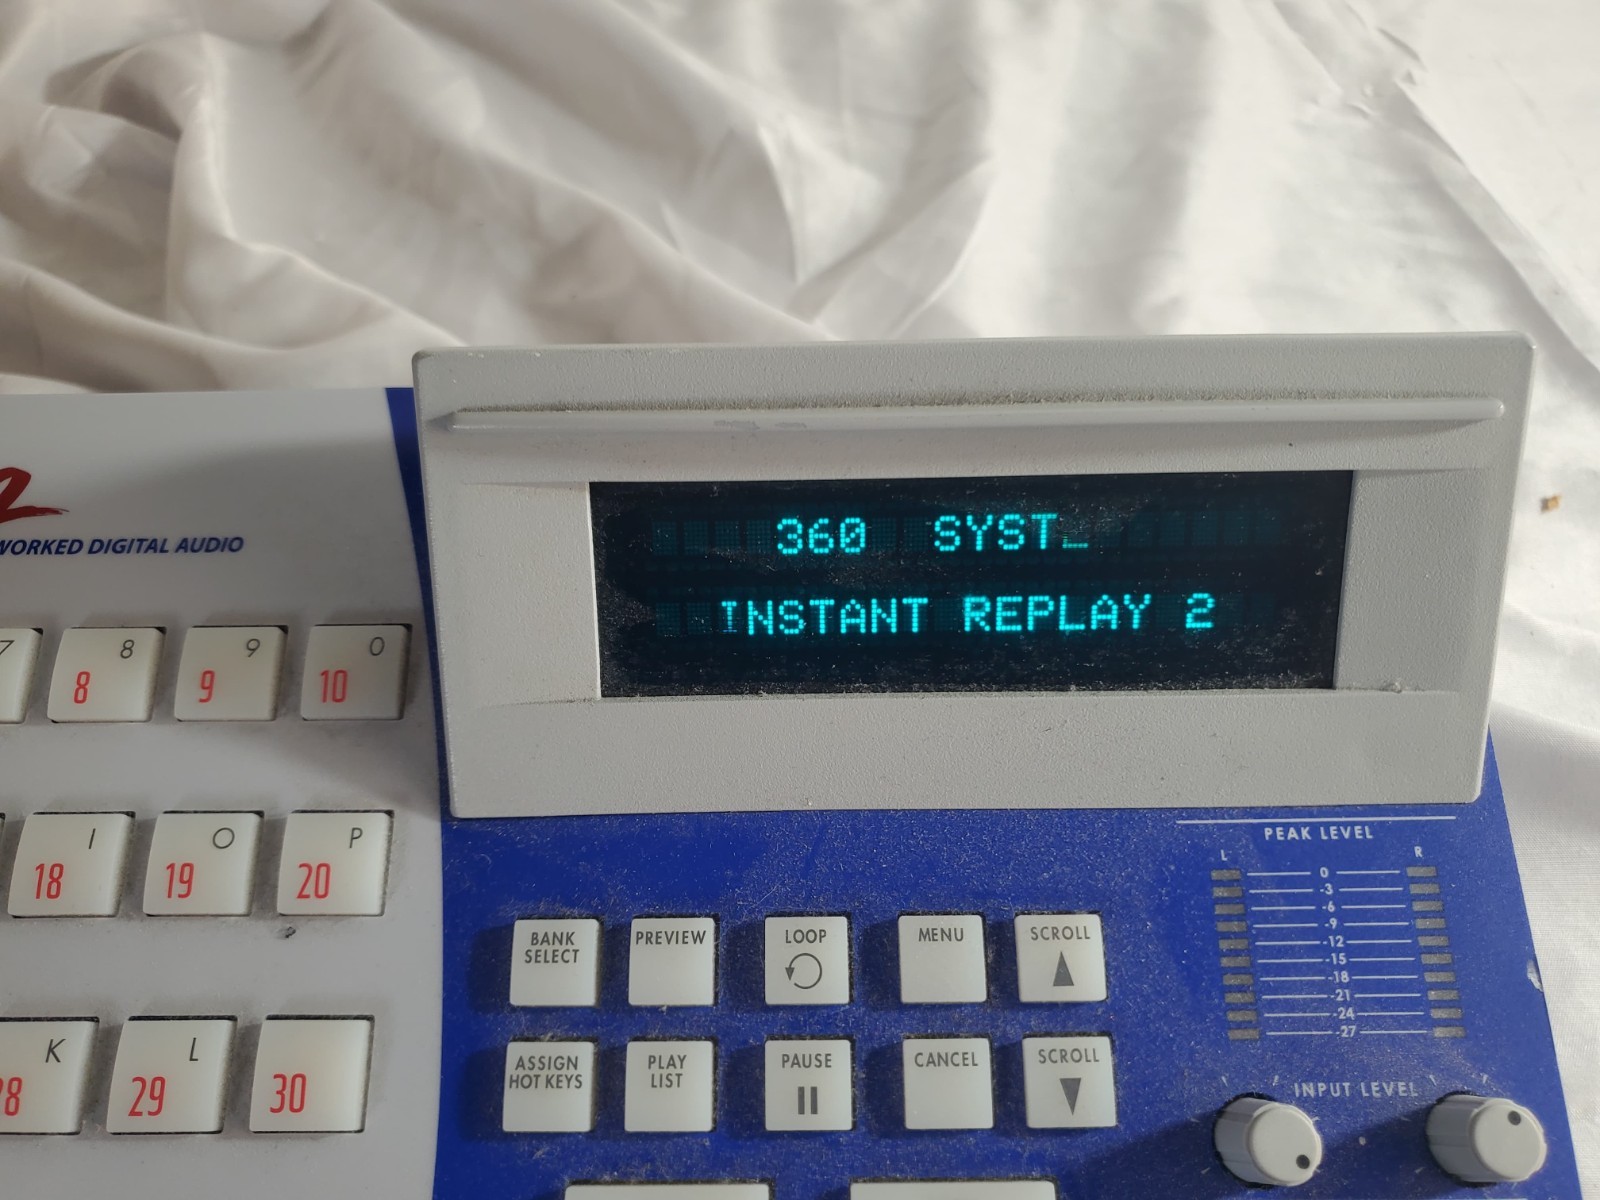 360 SYST_
INSTANT REPLAY 2
2
WORKED DIGITAL AUDIO
7
8 8
9 9
0 10
I 18
O 19
P 20
K 28
L 29
30
BANK SELECT
PREVIEW
LOOP
MENU
SCROLL
ASSIGN HOT KEYS
PLAY LIST
PAUSE
CANCEL
SCROLL
PEAK LEVEL
L R
0
-3
-6
-9
-12
-15
-18
-21
-24
-27
INPUT LEVEL